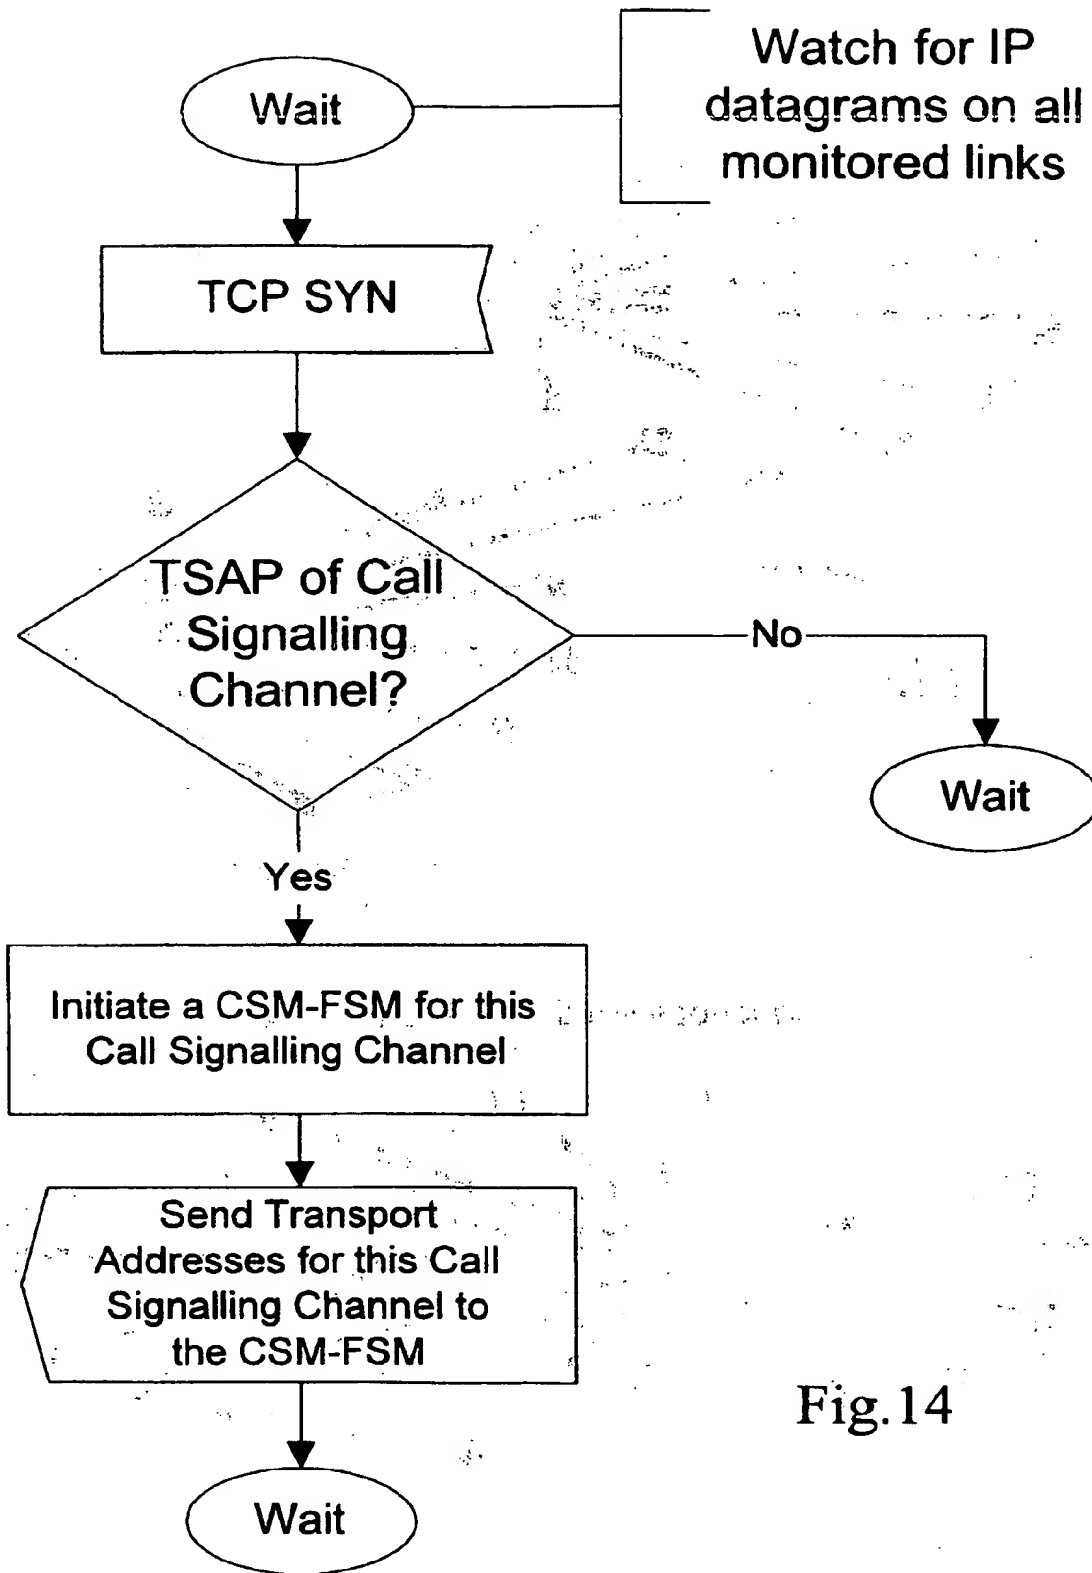 Wait
Watch for IP
datagrams on all
monitored links
TCP SYN
TSAP of Call
Signalling
Channel?
No
Wait
Yes
Initiate a CSM-FSM for this
Call Signalling Channel
Send Transport
Addresses for this Call
Signalling Channel to
the CSM-FSM
Fig.14
Wait